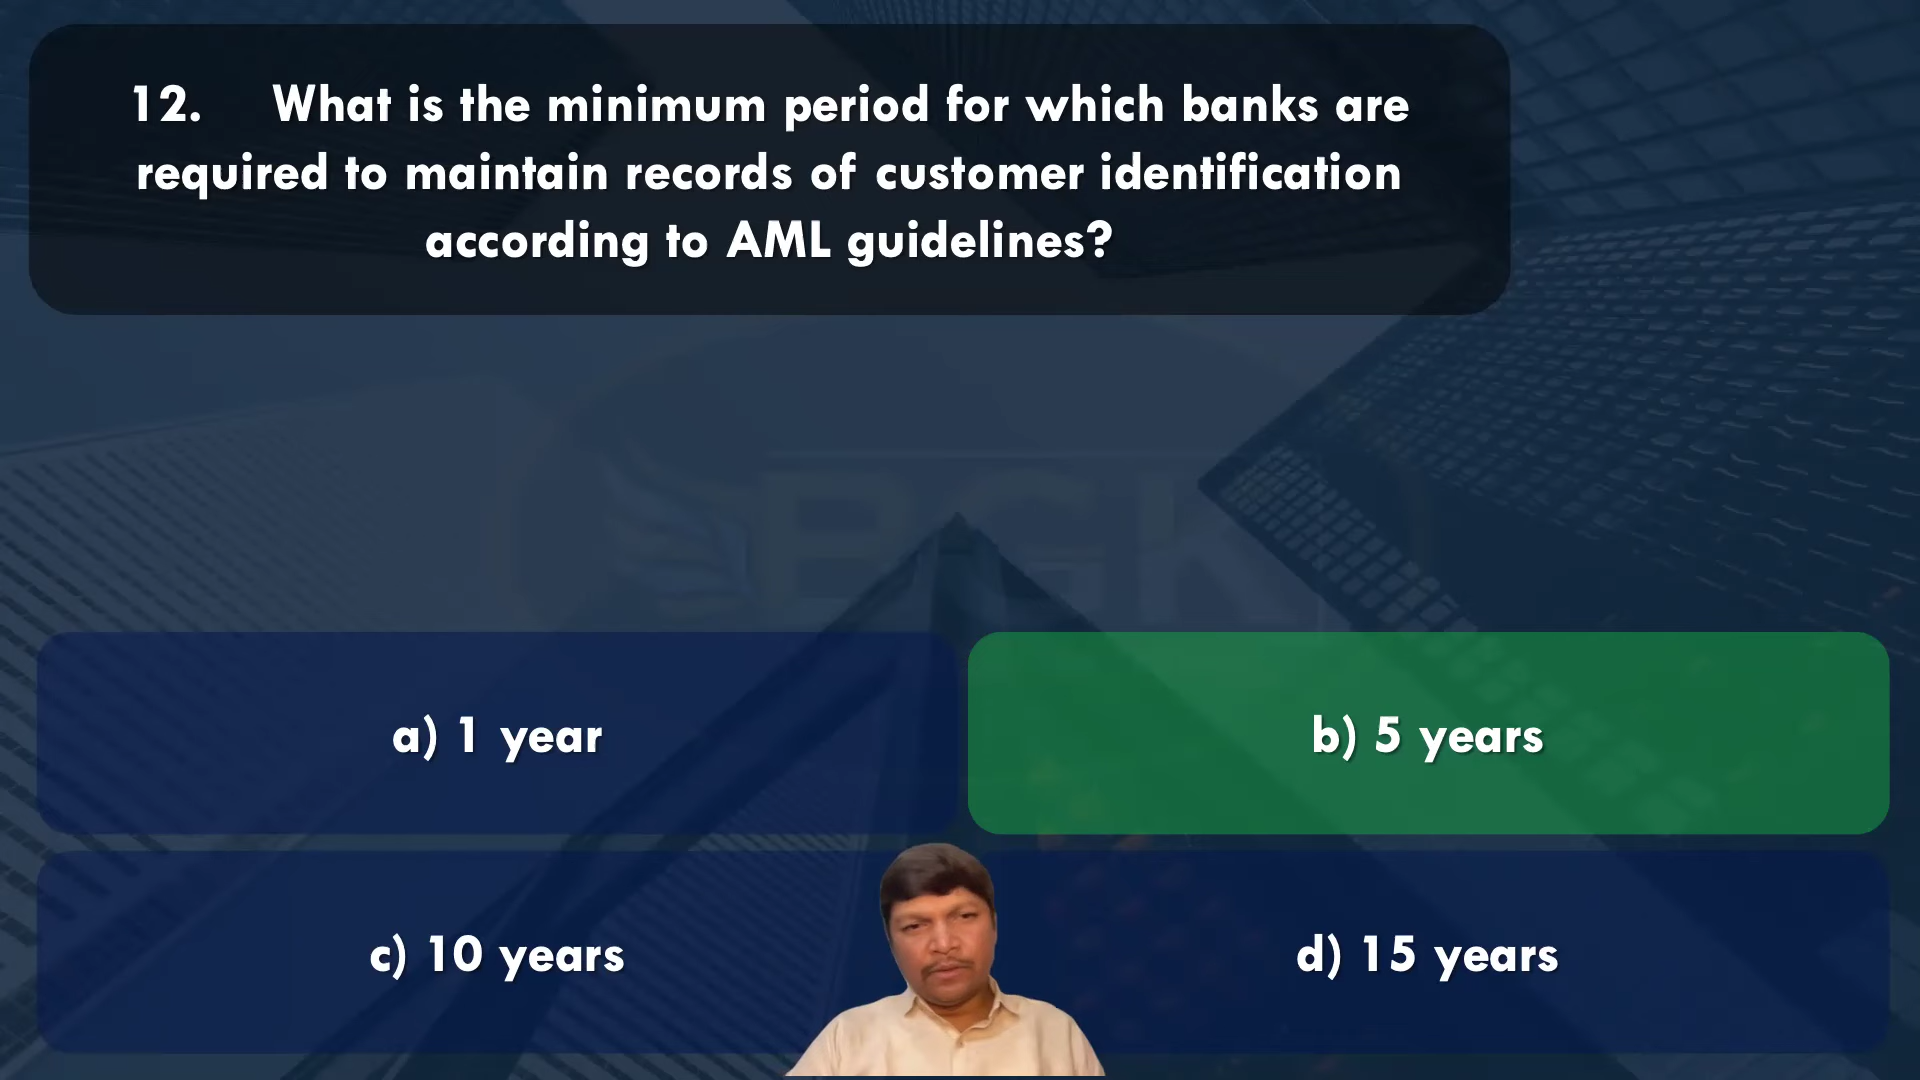 12. What is the minimum period for which banks are
required to maintain records of customer identification
according to AML guidelines?
BGK
a) 1 year
b) 5 years
c) 10 years
d) 15 years